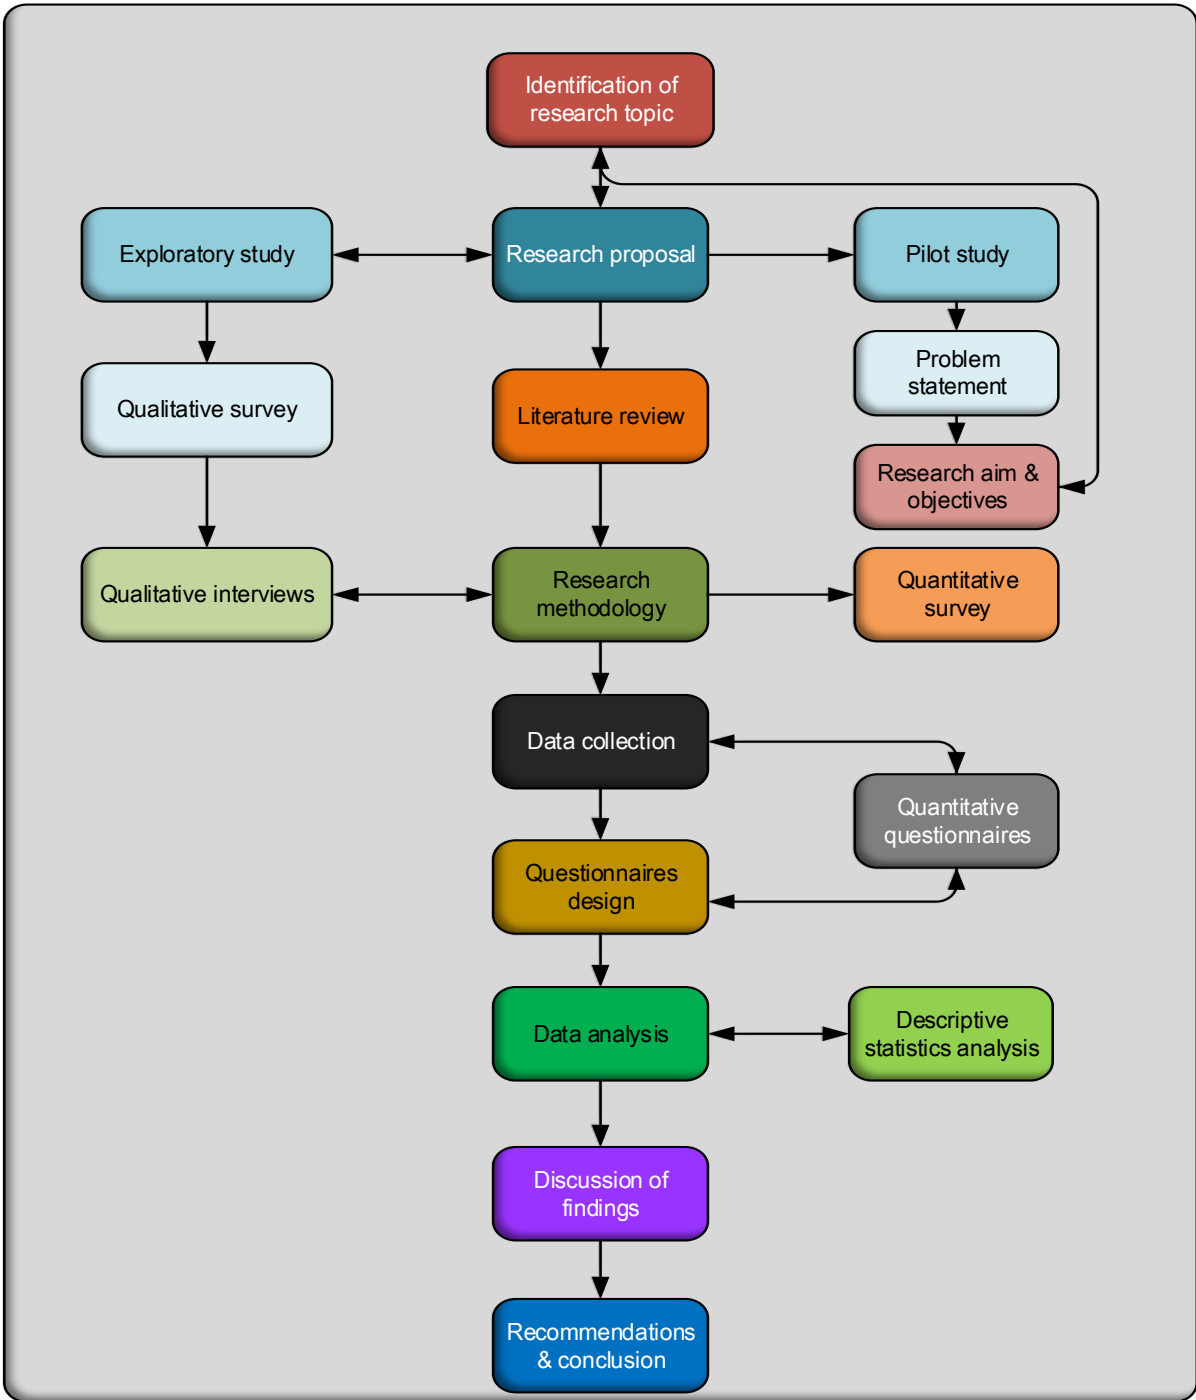 Identification of
research topic
Exploratory study
Research proposal
Pilot study
Problem
statement
Qualitative survey
Literature review
Research aim &
objectives
Qualitative interviews
Research
methodology
Quantitative
survey
Data collection
Quantitative
questionnaires
Questionnaires
design
Data analysis
Descriptive
statistics analysis
Discussion of
findings
Recommendations
& conclusion